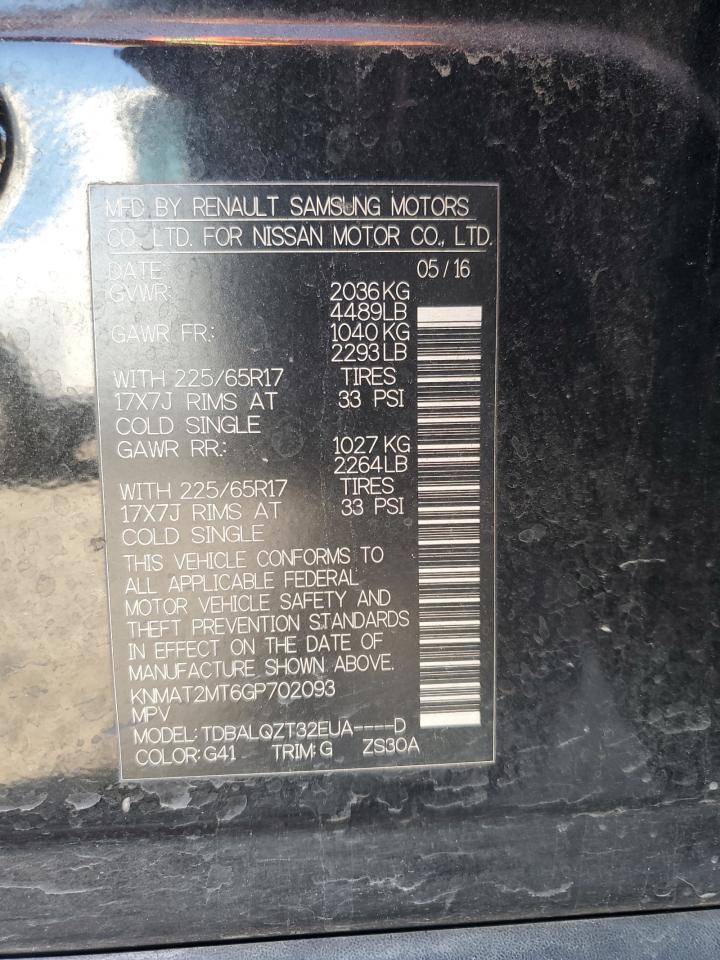 MFD BY RENAULT SAMSUNG MOTORS
CO., LTD. FOR NISSAN MOTOR CO., LTD.
DATE: 05/16
GVWR: 2036KG
4489LB
GAWR FR.: 1040KG
2293LB
WITH 225/65R17 TIRES
17X7J RIMS AT 33 PSI
COLD SINGLE
GAWR RR.: 1027KG
2264LB
WITH 225/65R17 TIRES
17X7J RIMS AT 33 PSI
COLD SINGLE
THIS VEHICLE CONFORMS TO
ALL APPLICABLE FEDERAL
MOTOR VEHICLE SAFETY AND
THEFT PREVENTION STANDARDS
IN EFFECT ON THE DATE OF
MANUFACTURE SHOWN ABOVE.
KNMAT2MT6GP702093
MPV
MODEL: TDBALQZT32EUA----D
COLOR: G41 TRIM: G ZS30A